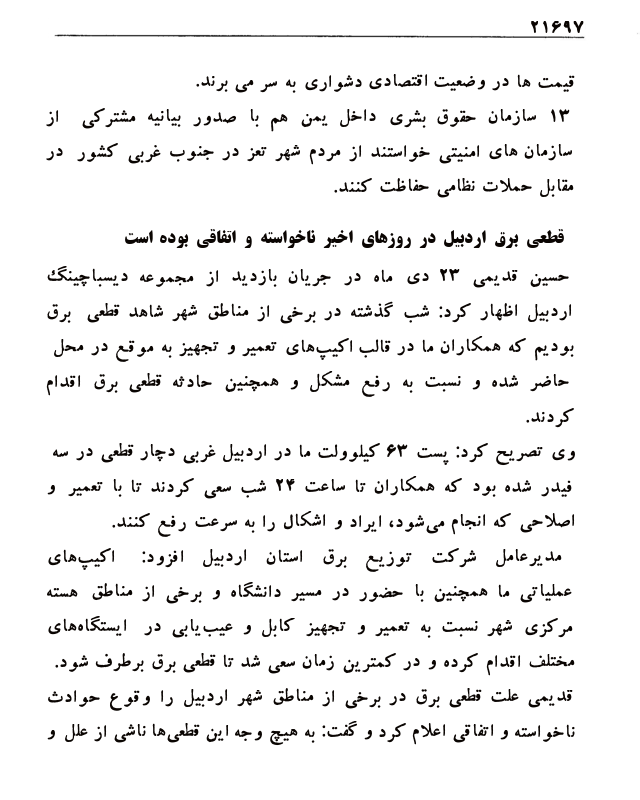 ۲۱۶۹۷
قیمت ها در وضعیت اقتصادی دشواری به سر می برند.
۱۳ سازمان حقوق بشری داخل یمن هم با صدور بیانیه مشترکی از
سازمان های امنیتی خواستند از مردم شهر تعز در جنوب غربی کشور در
مقابل حملات نظامی حفاظت کنند.
قطعی برق اردبیل در روزهای اخیر ناخواسته و اتفاقی بوده است
حسین قدیمی ۲۳ دی ماه در جریان بازدید از مجموعه دیسپاچینگ
اردبیل اظهار کرد: شب گذشته در برخی از مناطق شهر شاهد قطعی برق
بودیم که همکاران ما در قالب اکیپ‌های تعمیر و تجهیز به موقع در محل
حاضر شده و نسبت به رفع مشکل و همچنین حادثه قطعی برق اقدام
کردند.
وی تصریح کرد: پست ۶۳ کیلوولت ما در اردبیل غربی دچار قطعی در سه
فیدر شده بود که همکاران تا ساعت ۲۴ شب سعی کردند تا با تعمیر و
اصلاحی که انجام می‌شود، ایراد و اشکال را به سرعت رفع کنند.
مدیرعامل شرکت توزیع برق استان اردبیل افزود: اکیپ‌های
عملیاتی ما همچنین با حضور در مسیر دانشگاه و برخی از مناطق هسته
مرکزی شهر نسبت به تعمیر و تجهیز کابل و عیب‌یابی در ایستگاه‌های
مختلف اقدام کرده و در کمترین زمان سعی شد تا قطعی برق برطرف شود.
قدیمی علت قطعی برق در برخی از مناطق شهر اردبیل را وقوع حوادث
ناخواسته و اتفاقی اعلام کرد و گفت: به هیچ وجه این قطعی‌ها ناشی از علل و